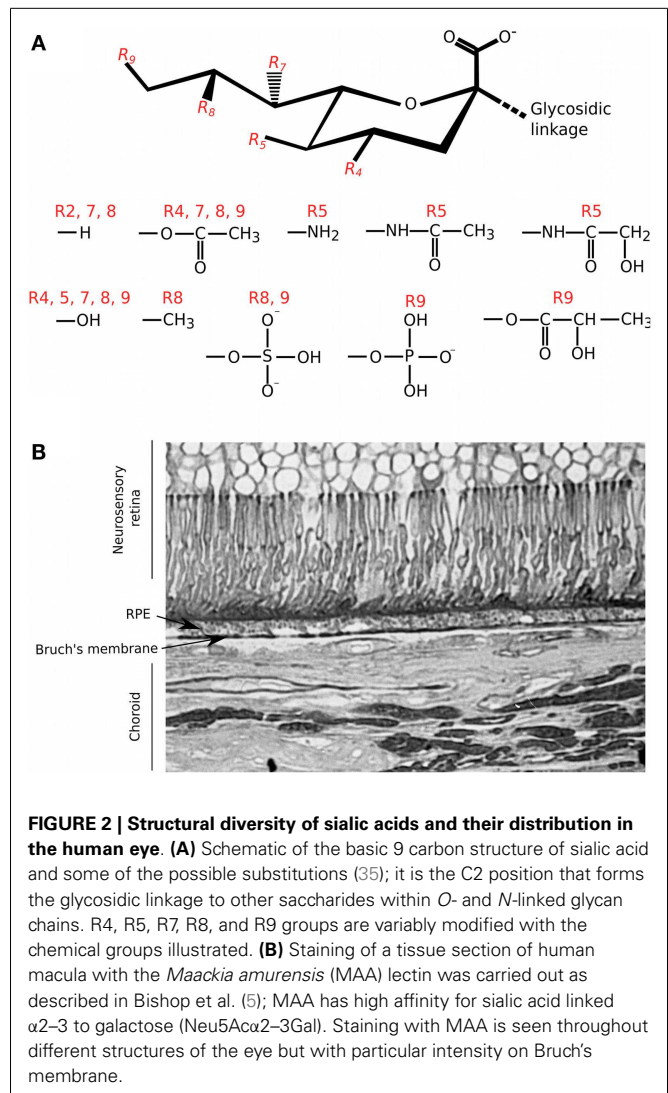 A
R9
R7
R8
R5
R4
O
O O-
Glycosidic
linkage
R2, 7, 8
R4, 7, 8, 9
R5
R5
R5
—H
—O—C—CH3
O
—NH2
—NH—C—CH3
O
—NH—C—CH2
O OH
R4, 5, 7, 8, 9
R8
R8, 9
R9
R9
—OH
—CH3
O-
—O—S—OH
O-
OH
—O—P—O-
OH
—O—C—CH—CH3
O OH
B
Neurosensory
retina
RPE
Bruch's membrane
Choroid
FIGURE 2 | Structural diversity of sialic acids and their distribution in
the human eye. (A) Schematic of the basic 9 carbon structure of sialic acid
and some of the possible substitutions (35); it is the C2 position that forms
the glycosidic linkage to other saccharides within O- and N-linked glycan
chains. R4, R5, R7, R8, and R9 groups are variably modified with the
chemical groups illustrated. (B) Staining of a tissue section of human
macula with the Maackia amurensis (MAA) lectin was carried out as
described in Bishop et al. (5); MAA has high affinity for sialic acid linked
α2–3 to galactose (Neu5Acα2–3Gal). Staining with MAA is seen throughout
different structures of the eye but with particular intensity on Bruch's
membrane.